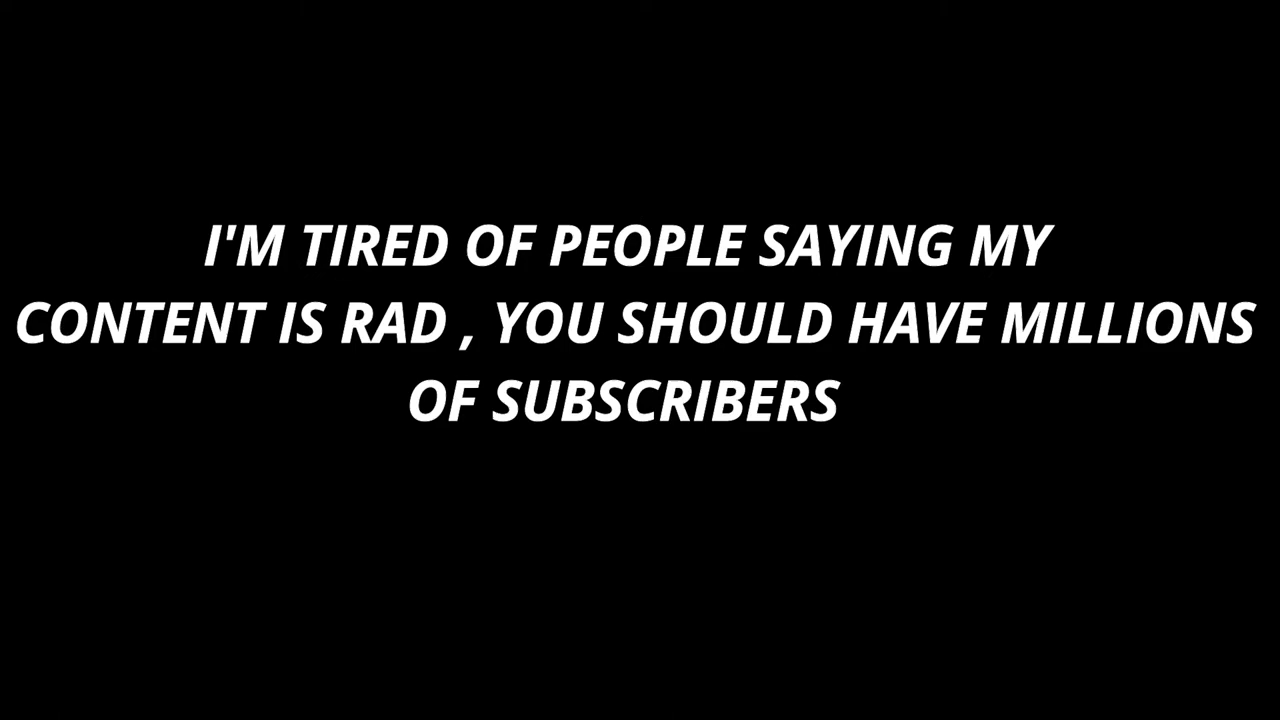 I'M TIRED OF PEOPLE SAYING MY
CONTENT IS RAD , YOU SHOULD HAVE MILLIONS
OF SUBSCRIBERS